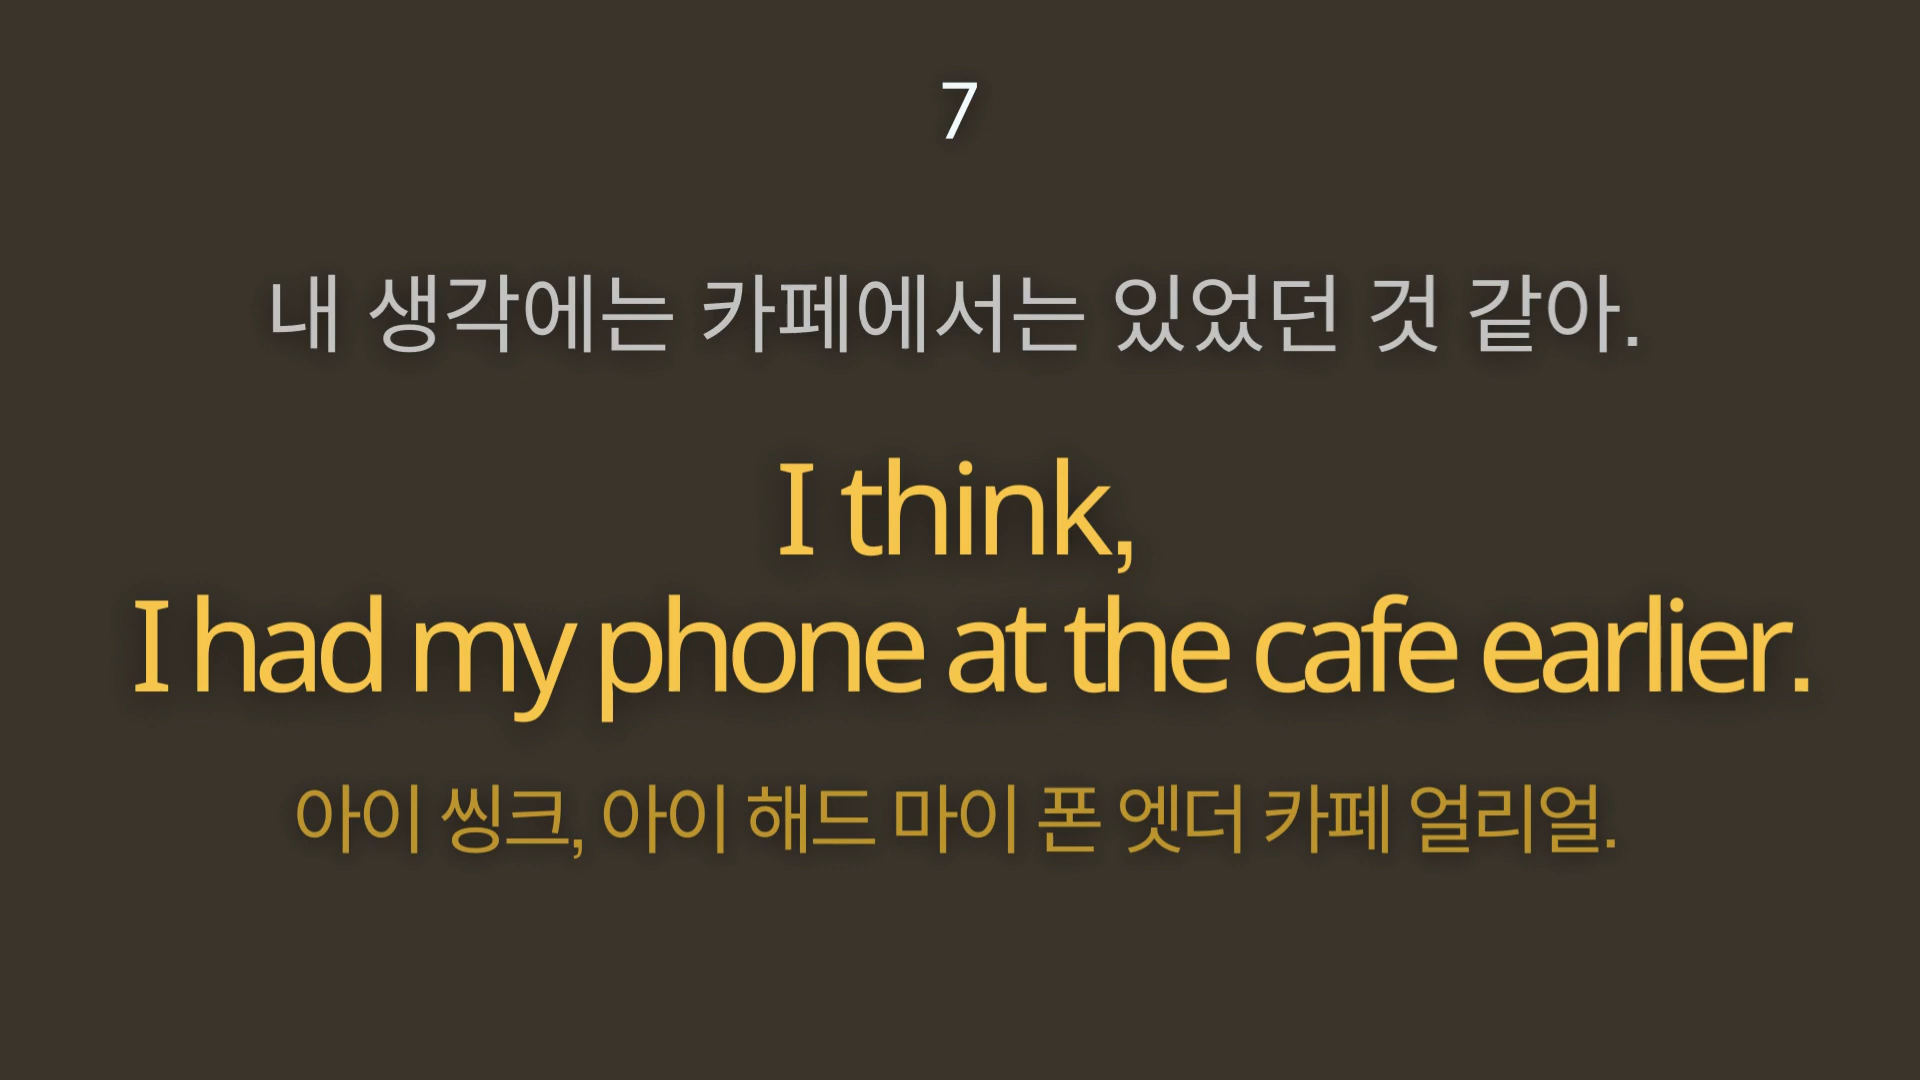 7
내 생각에는 카페에서는 있었던 것 같아.
I think,
I had my phone at the cafe earlier.
아이 씽크, 아이 해드 마이 폰 엣더 카페 얼리얼.